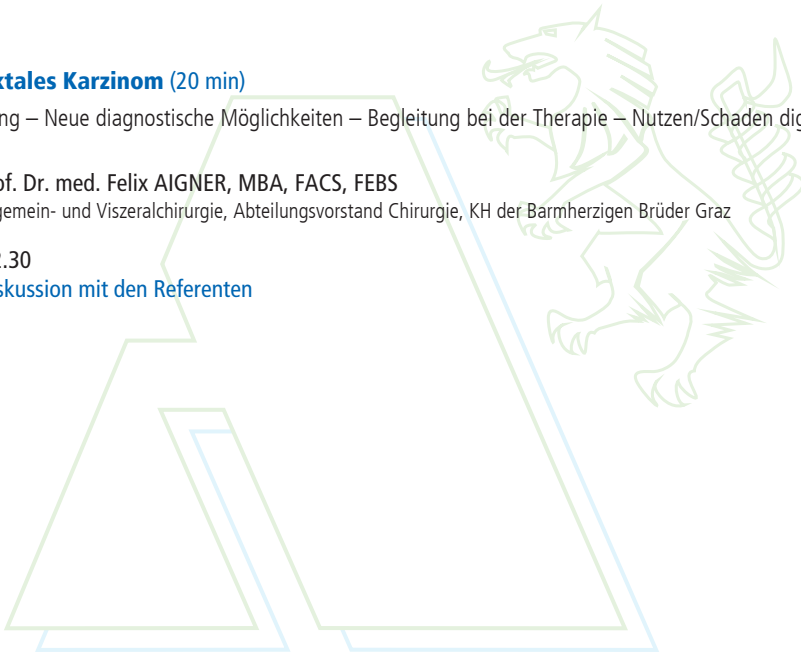 ktales Karzinom (20 min)
ng – Neue diagnostische Möglichkeiten – Begleitung bei der Therapie – Nutzen/Schaden dig
of. Dr. med. Felix AIGNER, MBA, FACS, FEBS
gemein- und Viszeralchirurgie, Abteilungsvorstand Chirurgie, KH der Barmherzigen Brüder Graz
2.30
skussion mit den Referenten